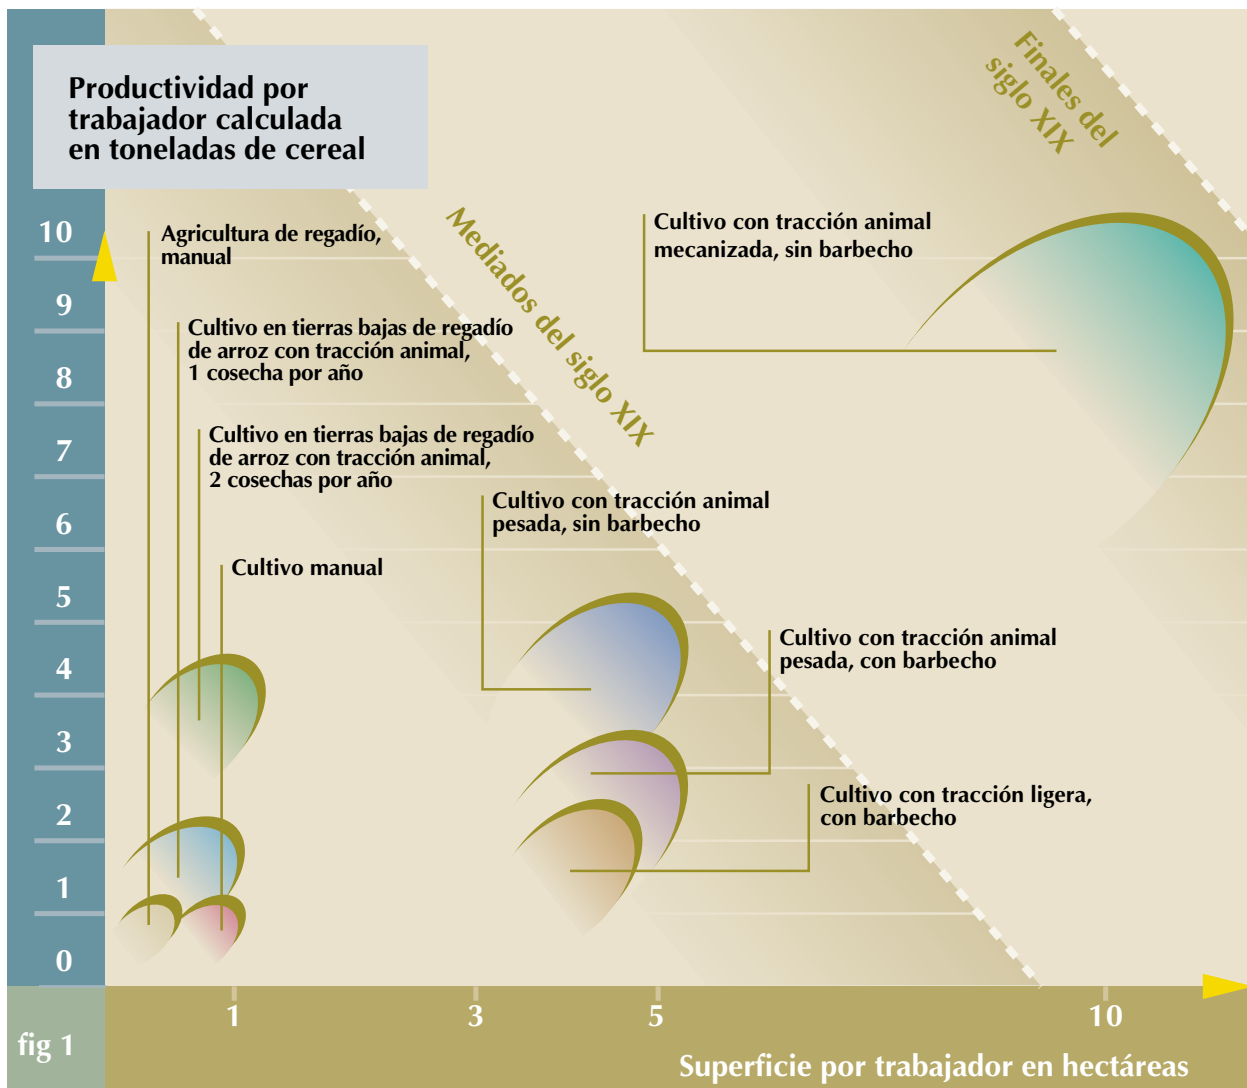 Productividad por
trabajador calculada
en toneladas de cereal
Finales del
siglo XIX
Mediados del siglo XIX
10
9
8
7
6
5
4
3
2
1
0
Agricultura de regadío,
manual
Cultivo en tierras bajas de regadío
de arroz con tracción animal,
1 cosecha por año
Cultivo en tierras bajas de regadío
de arroz con tracción animal,
2 cosechas por año
Cultivo manual
Cultivo con tracción animal
mecanizada, sin barbecho
Cultivo con tracción animal
pesada, sin barbecho
Cultivo con tracción animal
pesada, con barbecho
Cultivo con tracción ligera,
con barbecho
1 3 5 10
fig 1
Superficie por trabajador en hectáreas